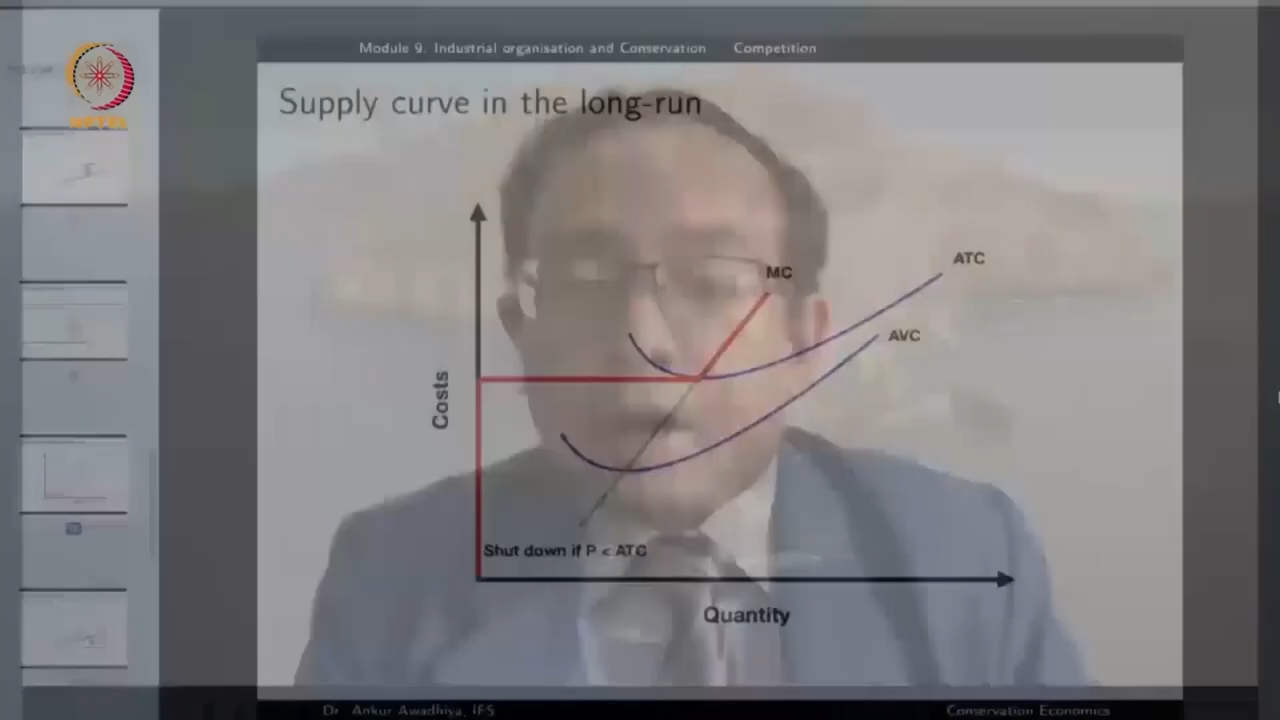 Module 9. Industrial organisation and Conservation Competition
NPTEL
Supply curve in the long-run
MC
ATC
AVC
Costs
Shut down if P < ATC
Quantity
Dr. Ankur Awadhiya, IFS Conservation Economics